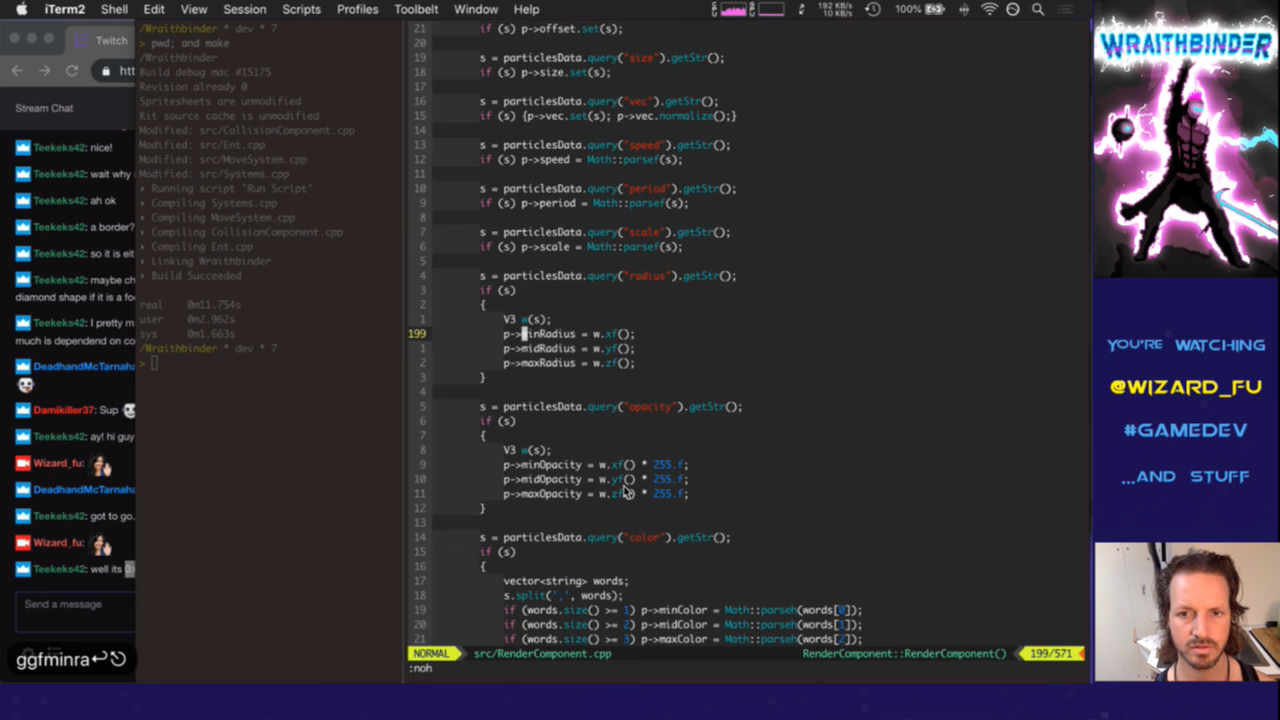 iTerm2 Shell Edit View Session Scripts Profiles Toolbelt Window Help
192 KB/s
10 KB/s
100%
Twitch
Stream Chat
Teekeks42: nice!
Teekeks42: wait why
Teekeks42: ah ok
Teekeks42: a border?
Teekeks42: so it is eit
Teekeks42: maybe ch
diamond shape if it is a fo
Teekeks42: I pretty m
much is dependend on co
DeadhandMcTarnaha
Damikiller37: Sup
Teekeks42: ay! hi guy
Wizard_fu:
DeadhandMcTarnaha
Teekeks42: got to go.
Wizard_fu:
Teekeks42: well its
Send a message
ggfminra
/Wraithbinder * dev * 7
> pwd; and make
/Wraithbinder
Build debug mac #15175
Revision already 0
Spritesheets are unmodified
Kit source cache is unmodified
Modified: src/CollisionComponent.cpp
Modified: src/Ent.cpp
Modified: src/MoveSystem.cpp
Modified: src/Systems.cpp
Running script 'Run Script'
Compiling Systems.cpp
Compiling MoveSystem.cpp
Compiling CollisionComponent.cpp
Compiling Ent.cpp
Linking Wraithbinder
Build Succeeded
real 0m11.754s
user 0m2.962s
sys 0m1.663s
/Wraithbinder * dev * 7
>
21 if (s) p->offset.set(s);
20
19 s = particlesData.query("size").getStr();
18 if (s) p->size.set(s);
17
16 s = particlesData.query("vec").getStr();
15 if (s) {p->vec.set(s); p->vec.normalize();}
14
13 s = particlesData.query("speed").getStr();
12 if (s) p->speed = Math::parsef(s);
11
10 s = particlesData.query("period").getStr();
9 if (s) p->period = Math::parsef(s);
8
7 s = particlesData.query("scale").getStr();
6 if (s) p->scale = Math::parsef(s);
5
4 s = particlesData.query("radius").getStr();
3 if (s)
2 {
1 V3 w(s);
199 p->minRadius = w.xf();
1 p->midRadius = w.yf();
2 p->maxRadius = w.zf();
3 }
4
5 s = particlesData.query("opacity").getStr();
6 if (s)
7 {
8 V3 w(s);
9 p->minOpacity = w.xf() * 255.f;
10 p->midOpacity = w.yf() * 255.f;
11 p->maxOpacity = w.zf() * 255.f;
12 }
13
14 s = particlesData.query("color").getStr();
15 if (s)
16 {
17 vector<string> words;
18 s.split(',', words);
19 if (words.size() >= 1) p->minColor = Math::parseh(words[0]);
20 if (words.size() >= 2) p->midColor = Math::parseh(words[1]);
21 if (words.size() >= 3) p->maxColor = Math::parseh(words[2]);
NORMAL src/RenderComponent.cpp RenderComponent::RenderComponent() 199/571
:noh
WRAITHBINDER
YOU'RE WATCHING
@WIZARD_FU
#GAMEDEV
...AND STUFF